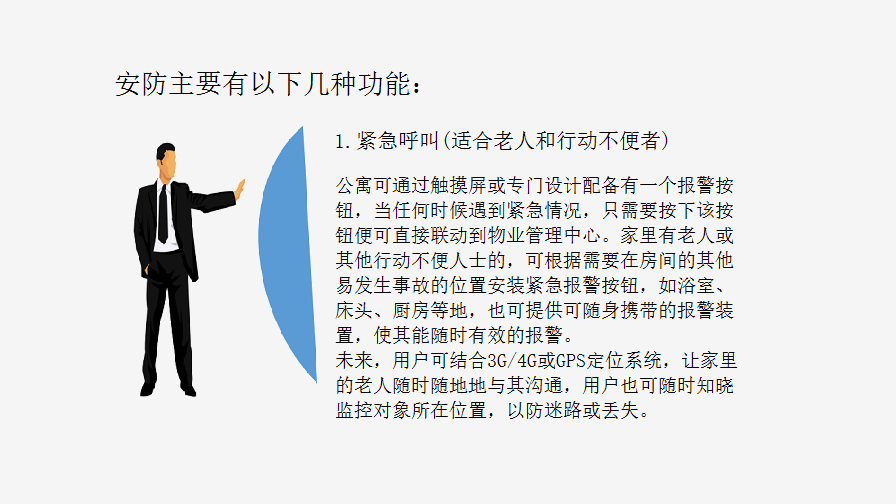 安防主要有以下几种功能：
1.紧急呼叫(适合老人和行动不便者)
公寓可通过触摸屏或专门设计配备有一个报警按
钮，当任何时候遇到紧急情况，只需要按下该按
钮便可直接联动到物业管理中心。家里有老人或
其他行动不便人士的，可根据需要在房间的其他
易发生事故的位置安装紧急报警按钮，如浴室、
床头、厨房等地，也可提供可随身携带的报警装
置，使其能随时有效的报警。
未来，用户可结合3G/4G或GPS定位系统，让家里
的老人随时随地地与其沟通，用户也可随时知晓
监控对象所在位置，以防迷路或丢失。